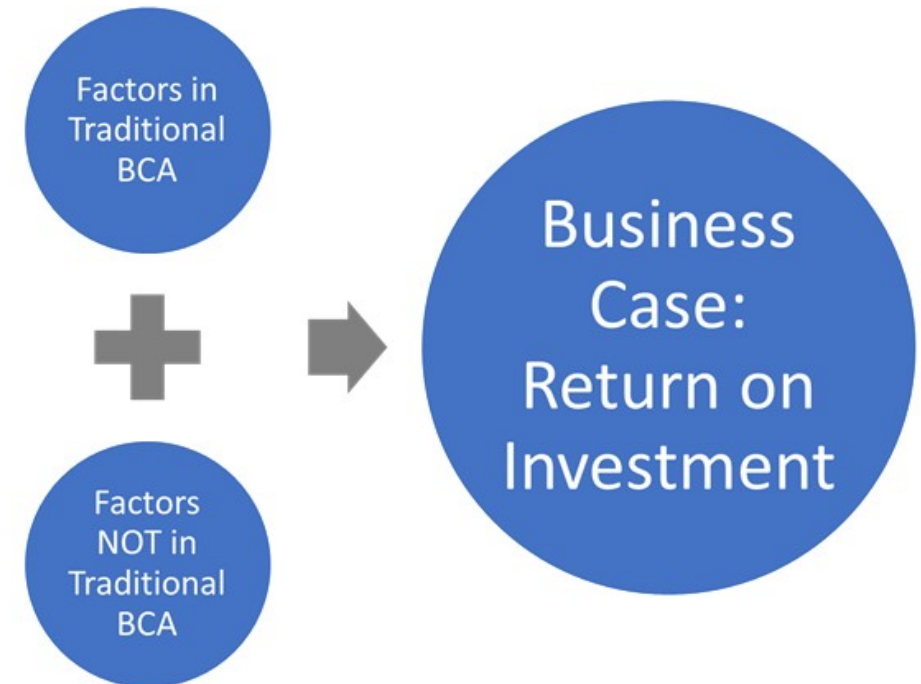 Factors in
Traditional
BCA
Factors
NOT in
Traditional
BCA
Business
Case:
Return on
Investment